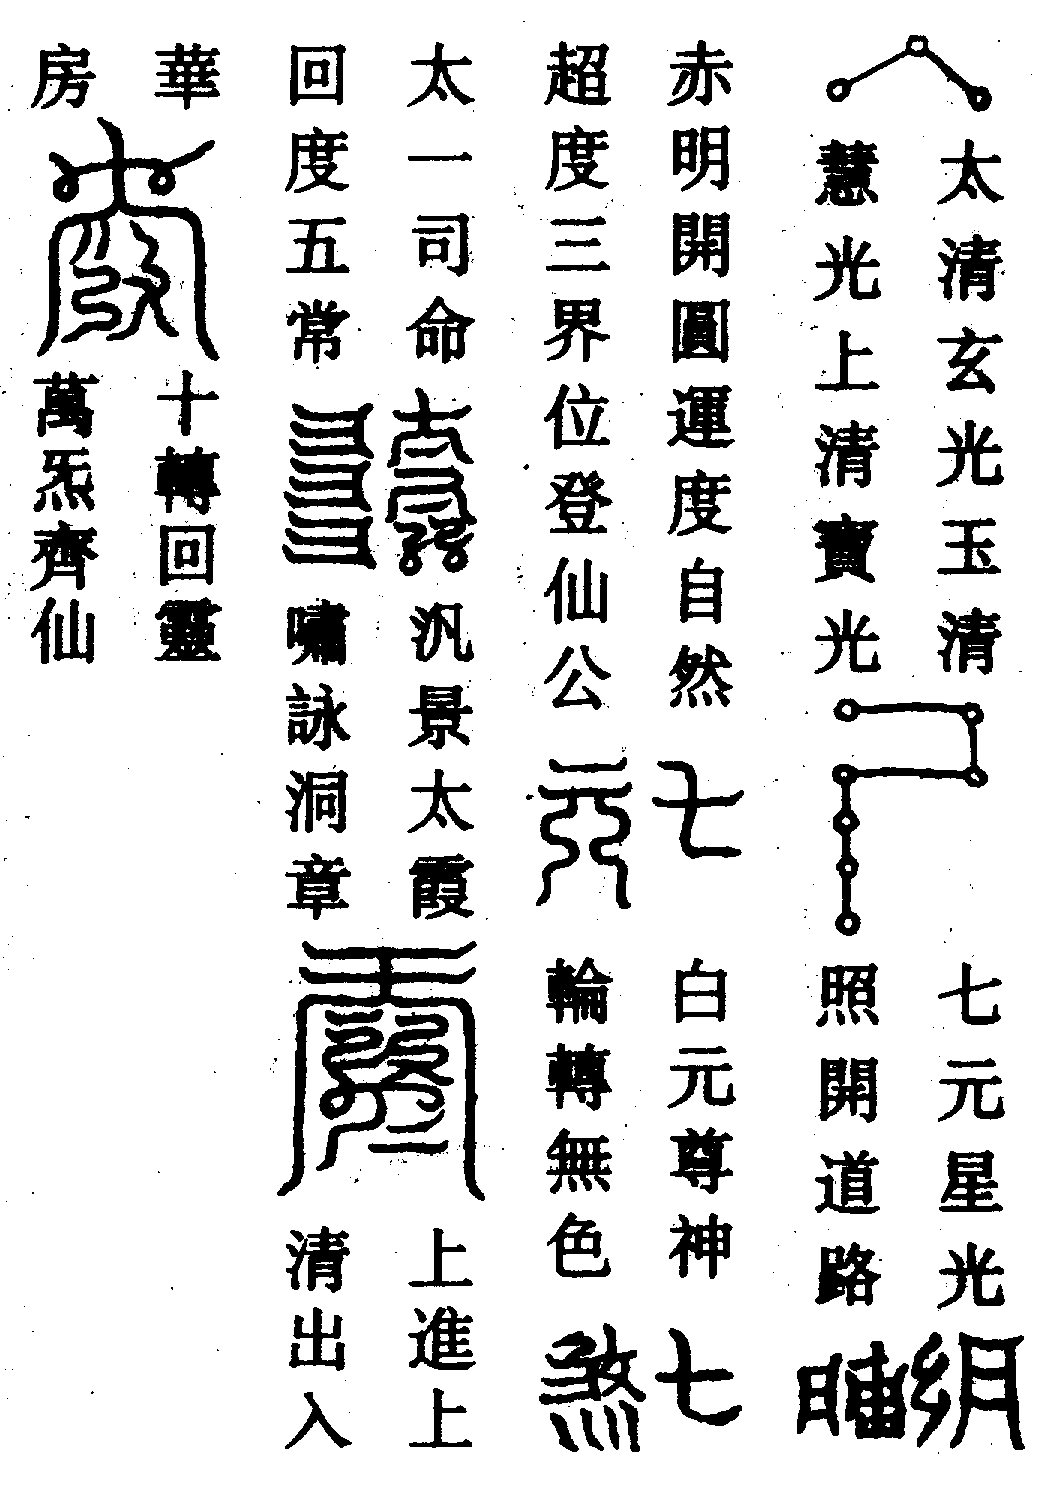 太清玄光玉清
慧光上清寶光
七元星光
照開道路
赤明開圓運度自然
超度三界位登仙公
白元尊神
輪轉無色
太一司命
回度五常
汎景太霞
嘯詠洞章
上進上
清出入
華
房
十轉回靈
萬炁齊仙